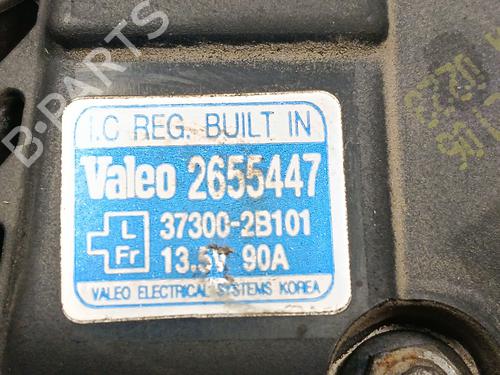 B-PARTS
I.C REG. BUILT IN
Valeo 2655447
L 37300-2B101
Fr 13.5V 90A
VALEO ELECTRICAL SYSTEMS KOREA